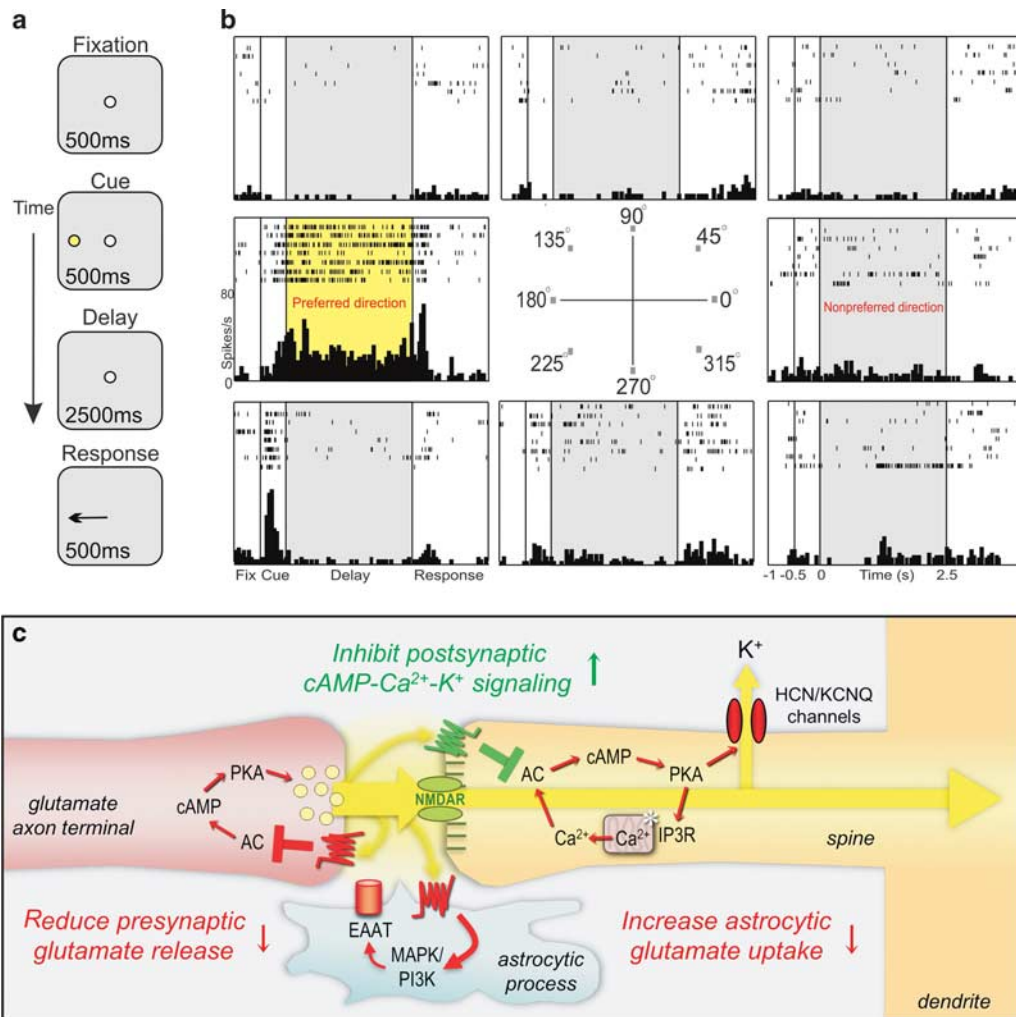 a
Fixation
500ms
Cue
Time
500ms
Delay
2500ms
Response
500ms
b
80
Spikes/s
0
Preferred direction
90°
135°
45°
180°
0°
225°
315°
270°
Nonpreferred direction
Fix Cue Delay Response
-1 -0.5 0 Time (s) 2.5
c
Inhibit postsynaptic
cAMP-Ca²⁺-K⁺ signaling
K⁺
HCN/KCNQ
channels
glutamate
axon terminal
PKA
cAMP
AC
NMDAR
AC
cAMP
PKA
Ca²⁺
Ca²⁺
*
IP3R
spine
Reduce presynaptic
glutamate release
EAAT
MAPK/
PI3K
astrocytic
process
Increase astrocytic
glutamate uptake
dendrite